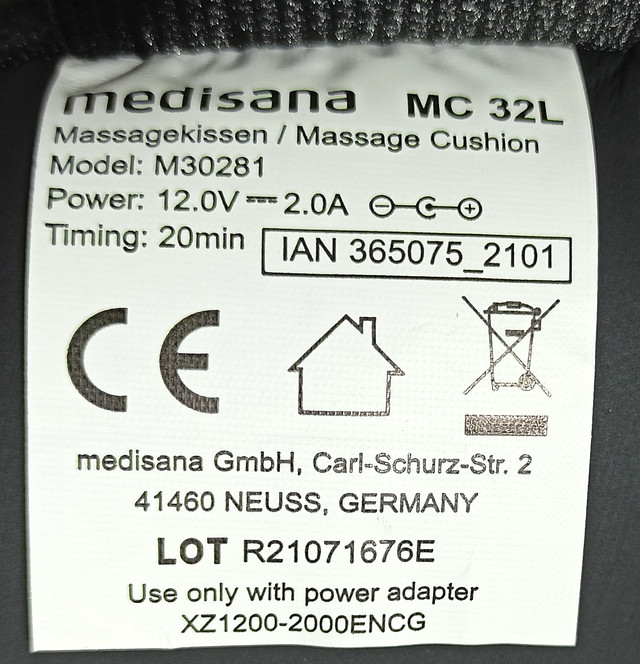 medisana MC 32L
Massagekissen / Massage Cushion
Model: M30281
Power: 12.0V ⎓ 2.0A
Timing: 20min
IAN 365075_2101
CE
medisana GmbH, Carl-Schurz-Str. 2
41460 NEUSS, GERMANY
LOT R21071676E
Use only with power adapter
XZ1200-2000ENCG